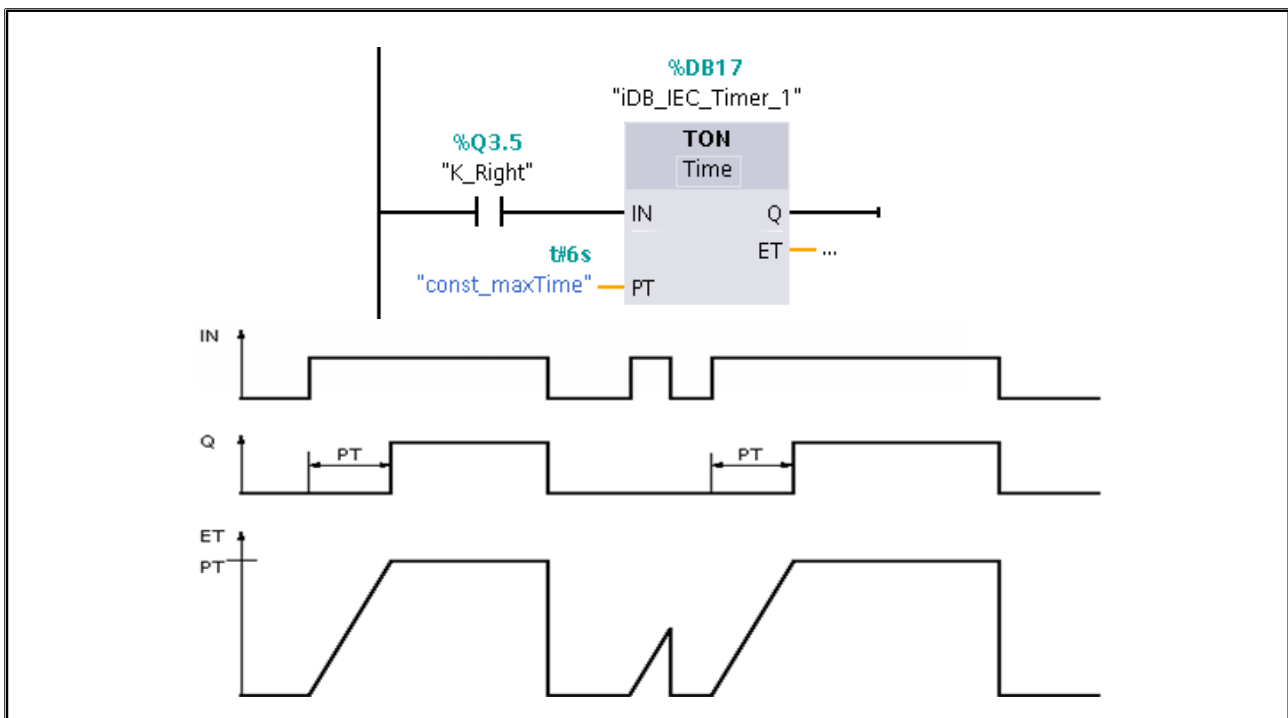 %DB17
"iDB_IEC_Timer_1"
%Q3.5
"K_Right"
TON
Time
IN
Q
ET
...
t#6s
"const_maxTime"
PT
IN
Q
PT
PT
ET
PT